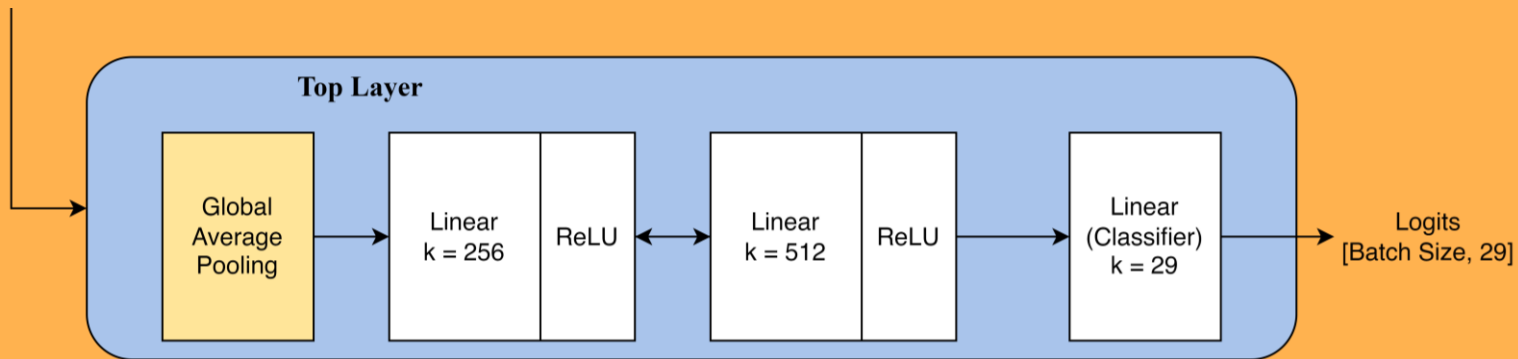 Top Layer
Global
Average
Pooling
Linear
k = 256
ReLU
Linear
k = 512
ReLU
Linear
(Classifier)
k = 29
Logits
[Batch Size, 29]